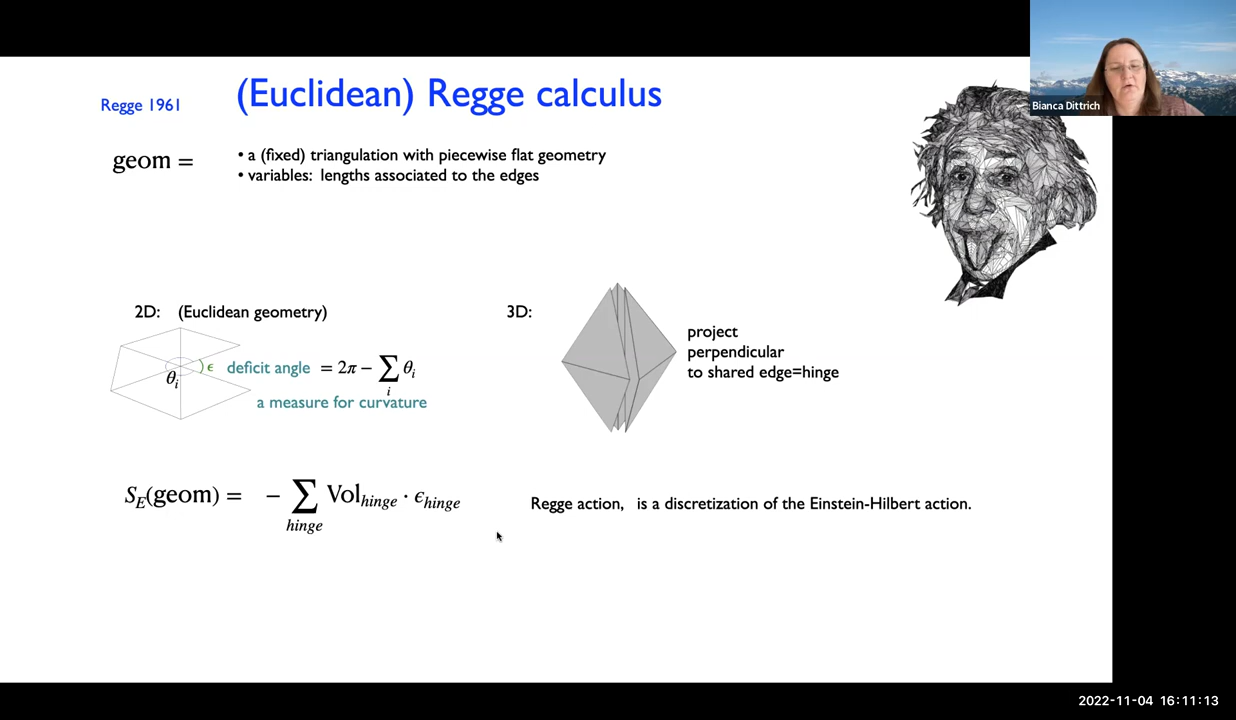 Bianca Dittrich
Regge 1961
(Euclidean) Regge calculus
geom =
• a (fixed) triangulation with piecewise flat geometry
• variables: lengths associated to the edges
2D: (Euclidean geometry)
θᵢ
ϵ
deficit angle = 2π − ∑ᵢ θᵢ
a measure for curvature
3D:
project
perpendicular
to shared edge=hinge
S_E(geom) = − ∑_hinge Vol_hinge · ϵ_hinge
Regge action, is a discretization of the Einstein-Hilbert action.
2022-11-04 16:11:13